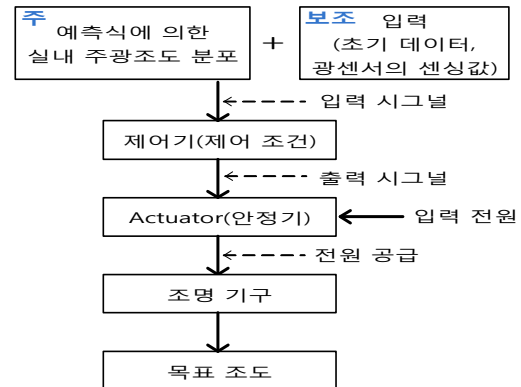 주
예측식에 의한
실내 주광조도 분포
+
보조 입력
(초기 데이터,
광센서의 센싱값)
입력 시그널
제어기(제어 조건)
출력 시그널
Actuator(안정기)
입력 전원
전원 공급
조명 기구
목표 조도